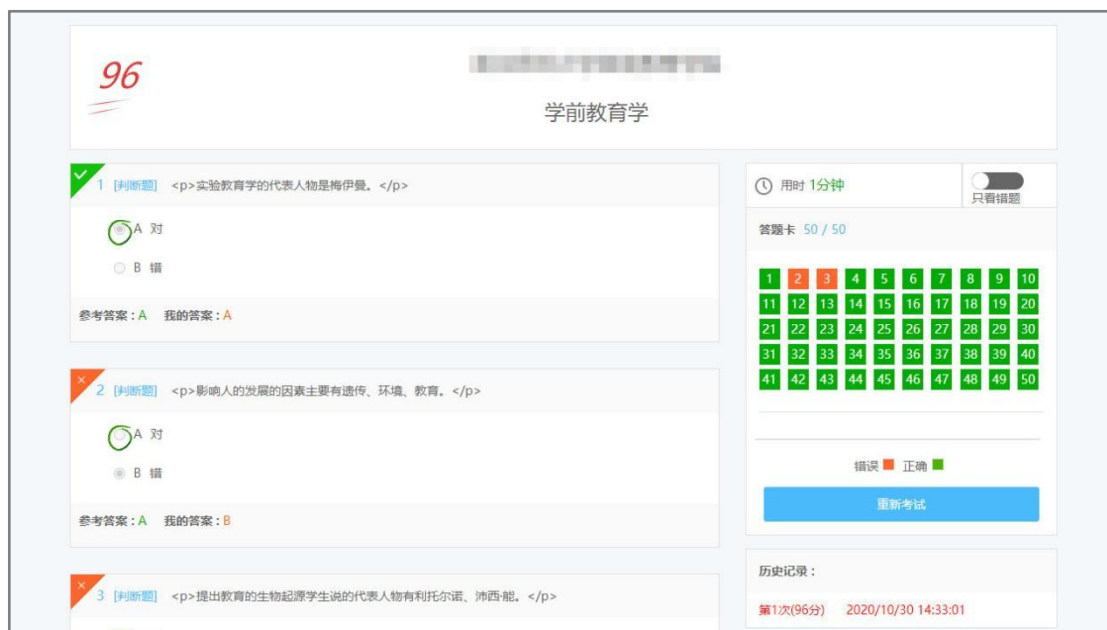 96
学前教育学
1 [判断题] <p>实验教育学的代表人物是梅伊曼。</p>
A 对
B 错
参考答案：A 我的答案：A
2 [判断题] <p>影响人的发展的因素主要有遗传、环境、教育。</p>
A 对
B 错
参考答案：A 我的答案：B
3 [判断题] <p>提出教育的生物起源学生说的代表人物有利托尔诺、沛西·能。</p>
用时 1分钟
只看错题
答题卡 50 / 50
1 2 3 4 5 6 7 8 9 10
11 12 13 14 15 16 17 18 19 20
21 22 23 24 25 26 27 28 29 30
31 32 33 34 35 36 37 38 39 40
41 42 43 44 45 46 47 48 49 50
错误 正确
重新考试
历史记录：
第1次(96分) 2020/10/30 14:33:01